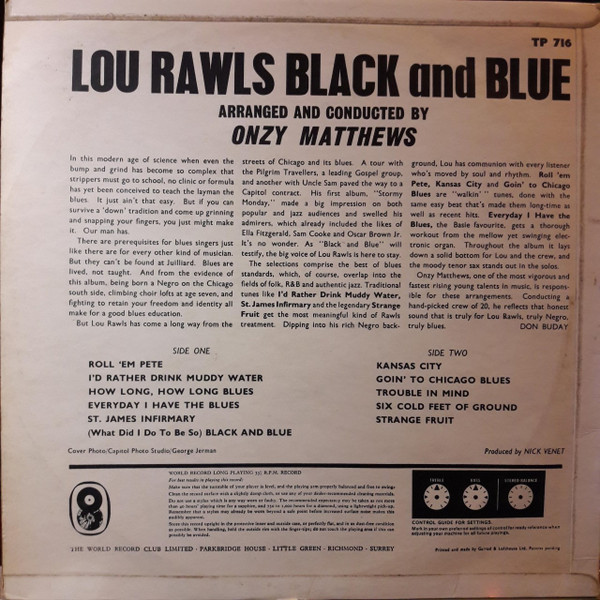 TP 716
LOU RAWLS BLACK and BLUE
ARRANGED AND CONDUCTED BY
ONZY MATTHEWS
In this modern age of science when even the
bump and grind has become so complex that
strippers must go to school, no clinic or formula
has yet been conceived to teach the layman the
blues. It just ain't that easy. But if you can
survive a 'down' tradition and come up grinning
and snapping your fingers, you just might make
it. Our man has.
There are prerequisites for blues singers just
like there are for every other kind of musician.
But they can't be found at Juilliard. Blues are
lived, not taught. And from the evidence of
this album, being born a Negro on the Chicago
south side, climbing choir lofts at age seven, and
fighting to retain your freedom and identity all
make for a good blues education.
But Lou Rawls has come a long way from the
streets of Chicago and its blues. A tour with
the Pilgrim Travellers, a leading Gospel group,
and another with Uncle Sam paved the way to a
Capitol contract. His first album, "Stormy
Monday," made a big impression on both
popular and jazz audiences and swelled his
admirers, which already included the likes of
Ella Fitzgerald, Sam Cooke and Oscar Brown Jr.
It's no wonder. As "Black and Blue" will
testify, the big voice of Lou Rawls is here to stay.
The selections comprise the best of blues
standards, which, of course, overlap into the
fields of folk, R&B and authentic jazz. Traditional
tunes like I'd Rather Drink Muddy Water,
St. James Infirmary and the legendary Strange
Fruit get the most meaningful kind of Rawls
treatment. Dipping into his rich Negro back-
ground, Lou has communion with every listener
who's moved by soul and rhythm. Roll 'em
Pete, Kansas City and Goin' to Chicago
Blues are "walkin' " tunes, done with the
same easy beat that's made them long-time as
well as recent hits. Everyday I Have the
Blues, the Basie favourite, gets a thorough
workout from the mellow yet swinging elec-
tronic organ. Throughout the album it lays
down a solid bottom for Lou and the crew, and
the moody tenor sax stands out in the solos.
Onzy Matthews, one of the most vigorous and
fastest rising young talents in music, is respons-
ible for these arrangements. Conducting a
hand-picked crew of 20, he reflects that honest
sound that is truly for Lou Rawls, truly Negro,
truly blues. DON BUDAY
SIDE ONE
ROLL 'EM PETE
I'D RATHER DRINK MUDDY WATER
HOW LONG, HOW LONG BLUES
EVERYDAY I HAVE THE BLUES
ST. JAMES INFIRMARY
(What Did I Do To Be So) BLACK AND BLUE
SIDE TWO
KANSAS CITY
GOIN' TO CHICAGO BLUES
TROUBLE IN MIND
SIX COLD FEET OF GROUND
STRANGE FRUIT
Cover Photo/Capitol Photo Studio/George Jerman
Produced by NICK VENET
WORLD RECORD LONG PLAYING 33⅓ R.P.M. RECORD
For best results in playing this record:
THE WORLD RECORD CLUB LIMITED · PARKBRIDGE HOUSE · LITTLE GREEN · RICHMOND · SURREY
TREBLE BASS STEREO BALANCE
CONTROL GUIDE FOR SETTINGS.